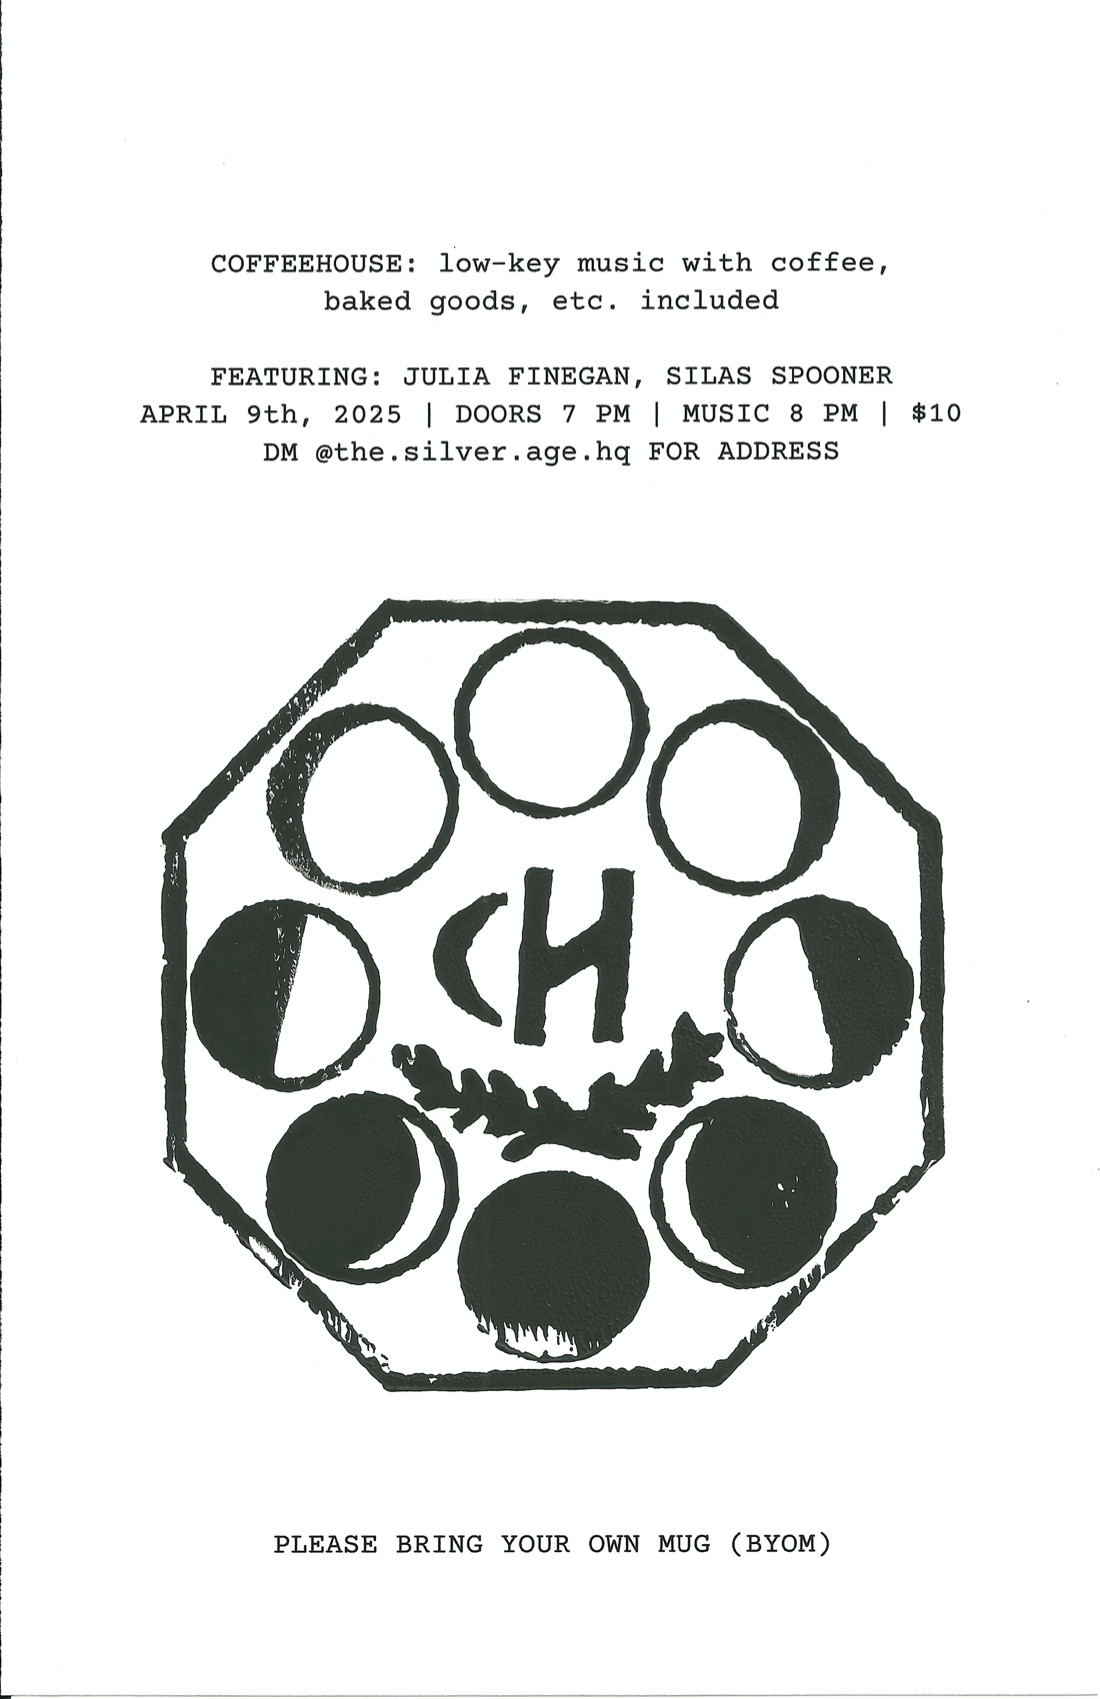 COFFEEHOUSE: low-key music with coffee,
baked goods, etc. included
FEATURING: JULIA FINEGAN, SILAS SPOONER
APRIL 9th, 2025 | DOORS 7 PM | MUSIC 8 PM | $10
DM @the.silver.age.hq FOR ADDRESS
CH
PLEASE BRING YOUR OWN MUG (BYOM)